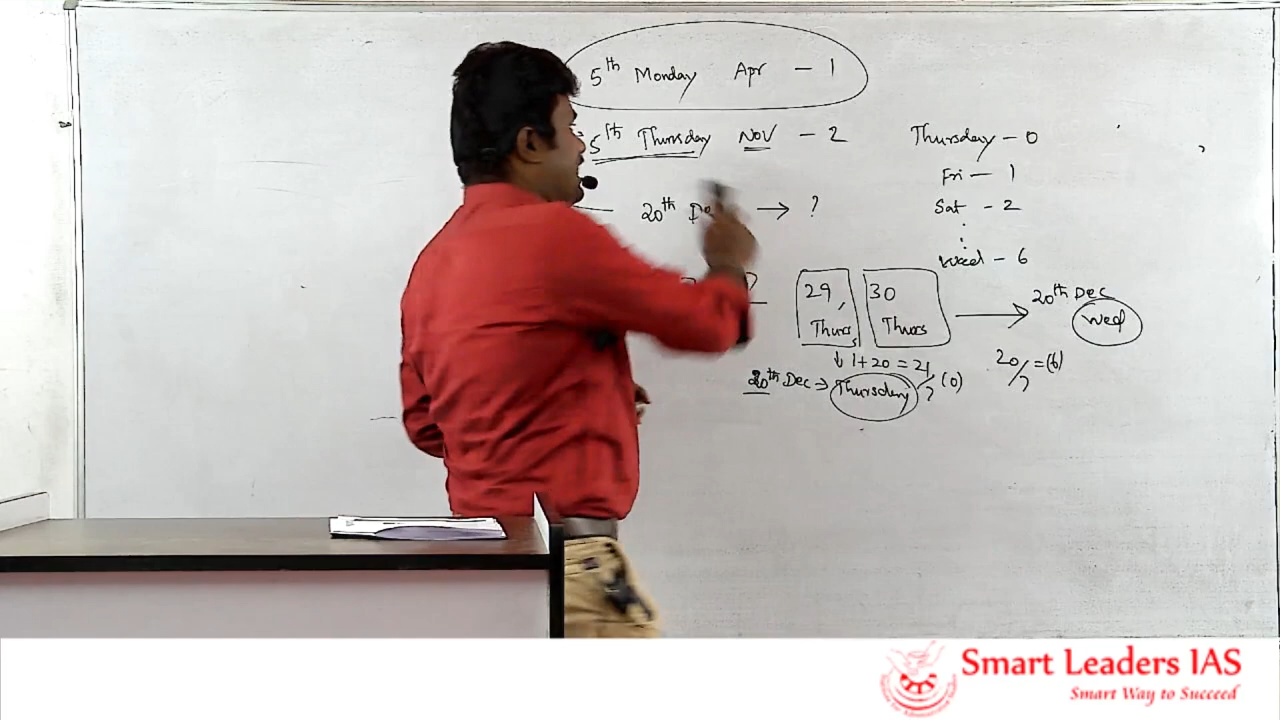 5th Monday Apr - 1
5th Thursday NOV - 2
20th De → ?
Thursday - 0
Fri - 1
Sat - 2
Wed - 6
29, 30
Thurs Thurs
→ 20th Dec
Wed
↓ 1+20 = 21/7 (0)
20th Dec → Thursday
20/7 = (6)
Smart Leaders IAS
Smart Way to Succeed